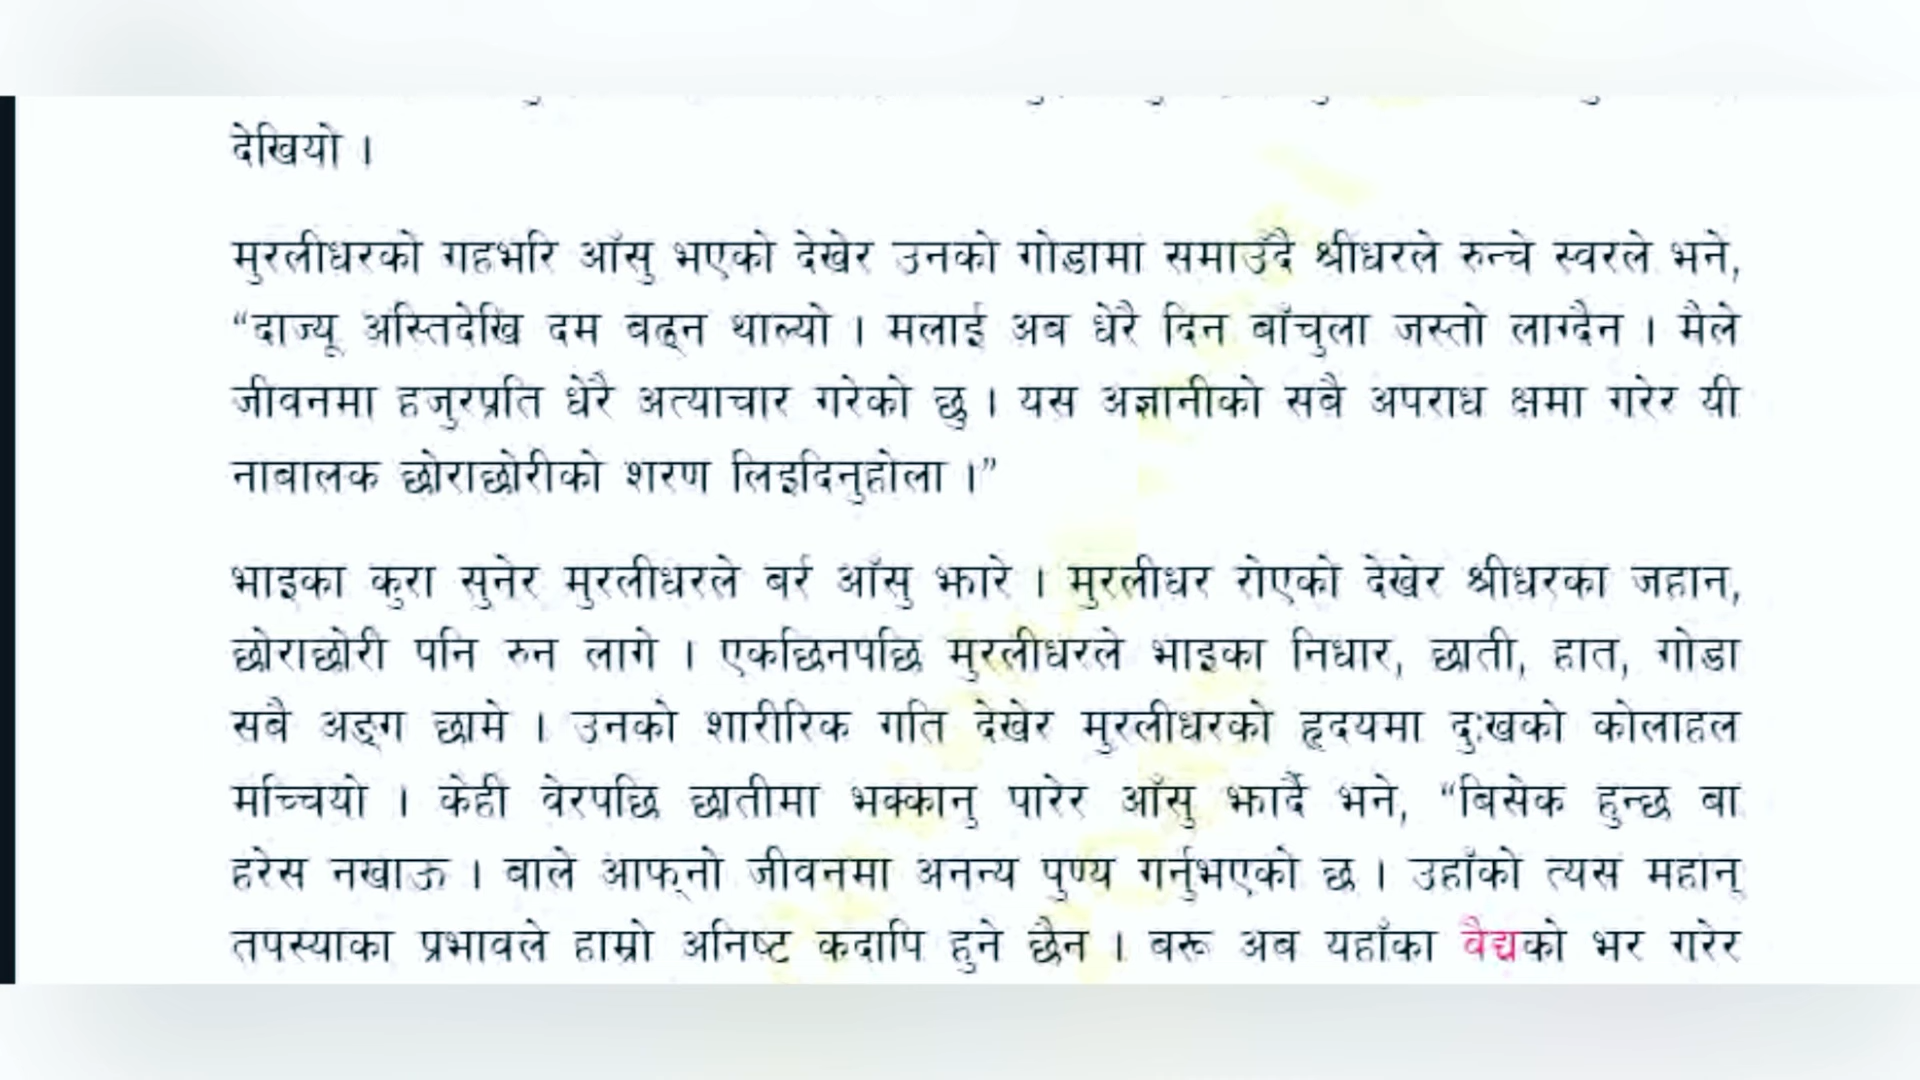 देखियो ।
मुरलीधरको गहभरि आँसु भएको देखेर उनको गोडामा समाउँदै श्रीधरले रुन्चे स्वरले भने,
“दाज्यू अस्तिदेखि दम बढ्न थाल्यो । मलाई अब धेरै दिन बाँचुला जस्तो लाग्दैन । मैले
जीवनमा हजुरप्रति धेरै अत्याचार गरेको छु । यस अज्ञानीको सबै अपराध क्षमा गरेर यी
नाबालक छोराछोरीको शरण लिइदिनुहोला ।”
भाइका कुरा सुनेर मुरलीधरले बर्र आँसु झारे । मुरलीधर रोएको देखेर श्रीधरका जहान,
छोराछोरी पनि रुन लागे । एकछिनपछि मुरलीधरले भाइका निधार, छाती, हात, गोडा
सबै अङ्ग छामे । उनको शारीरिक गति देखेर मुरलीधरको हृदयमा दुःखको कोलाहल
मच्चियो । केही वेरपछि छातीमा भक्कानु पारेर आँसु झार्दै भने, “बिसेक हुन्छ बा
हरेस नखाऊ । वाले आफ्नो जीवनमा अनन्य पुण्य गर्नुभएको छ । उहाँको त्यस महान्
तपस्याका प्रभावले हाम्रो अनिष्ट कदापि हुने छैन । बरू अब यहाँका वैद्यको भर गरेर